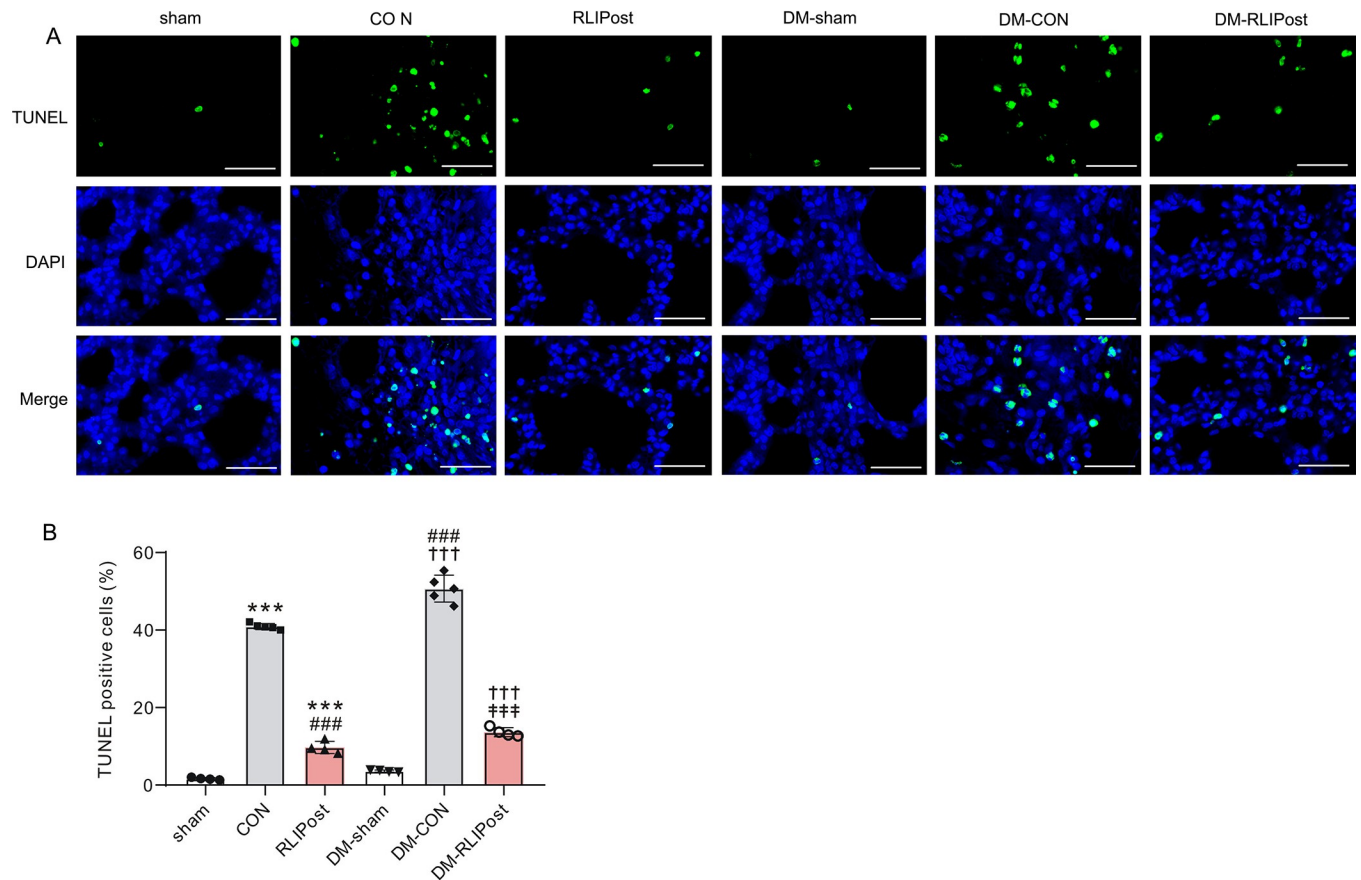 sham CO N RLIPost DM-sham DM-CON DM-RLIPost
A
TUNEL
DAPI
Merge
B
TUNEL positive cells (%)
60
40
20
0
***
***
###
###
†††
†††
‡‡‡
sham CON RLIPost DM-sham DM-CON DM-RLIPost